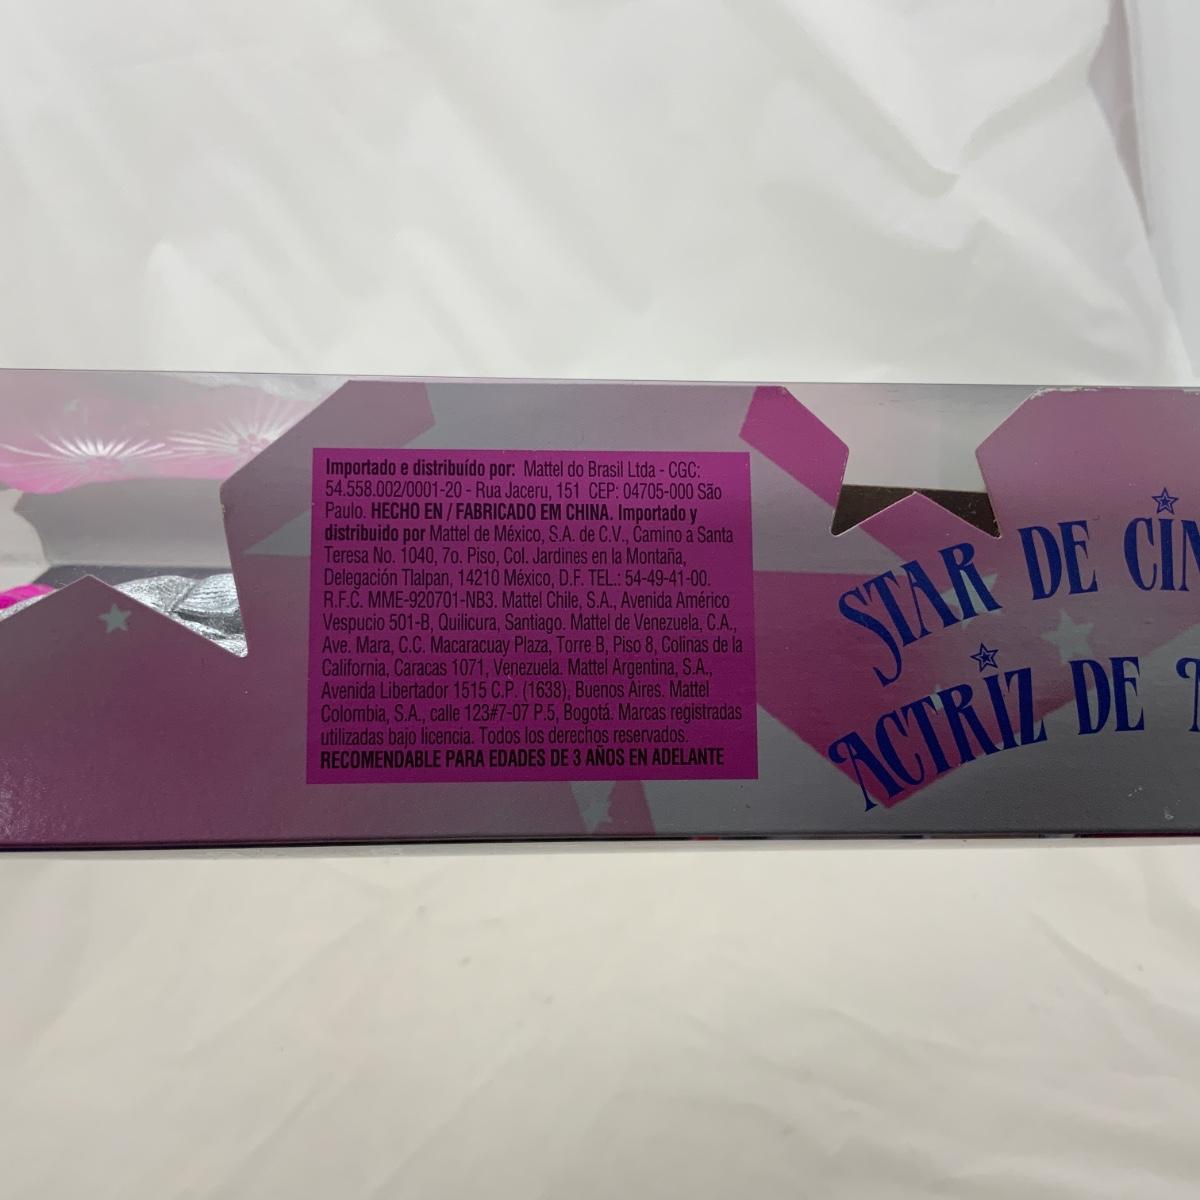 Importado e distribuído por: Mattel do Brasil Ltda - CGC:
54.558.002/0001-20 - Rua Jaceru, 151 CEP: 04705-000 São
Paulo. HECHO EN / FABRICADO EM CHINA. Importado y
distribuido por Mattel de México, S.A. de C.V., Camino a Santa
Teresa No. 1040, 7o. Piso, Col. Jardines en la Montaña,
Delegación Tlalpan, 14210 México, D.F. TEL.: 54-49-41-00.
R.F.C. MME-920701-NB3. Mattel Chile, S.A., Avenida Américo
Vespucio 501-B, Quilicura, Santiago. Mattel de Venezuela, C.A.,
Ave. Mara, C.C. Macaracuay Plaza, Torre B, Piso 8, Colinas de la
California, Caracas 1071, Venezuela. Mattel Argentina, S.A.,
Avenida Libertador 1515 C.P. (1638), Buenos Aires. Mattel
Colombia, S.A., calle 123#7-07 P.5, Bogotá. Marcas registradas
utilizadas bajo licencia. Todos los derechos reservados.
RECOMENDABLE PARA EDADES DE 3 AÑOS EN ADELANTE
STAR DE CIN
ACTRIZ DE